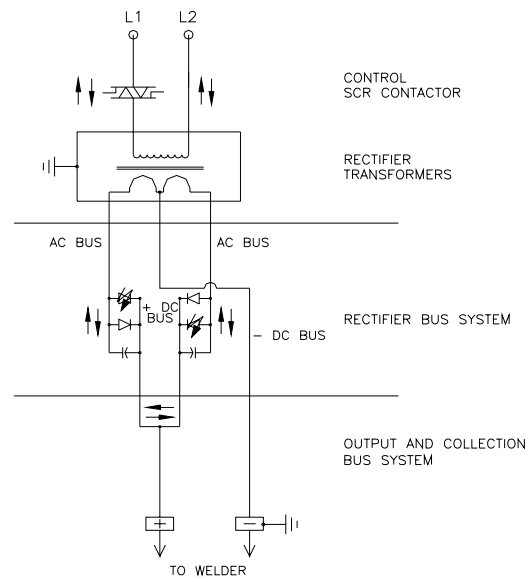 L1 L2
CONTROL
SCR CONTACTOR
RECTIFIER
TRANSFORMERS
AC BUS AC BUS
+ DC
BUS
RECTIFIER BUS SYSTEM
− DC BUS
OUTPUT AND COLLECTION
BUS SYSTEM
+ −
TO WELDER